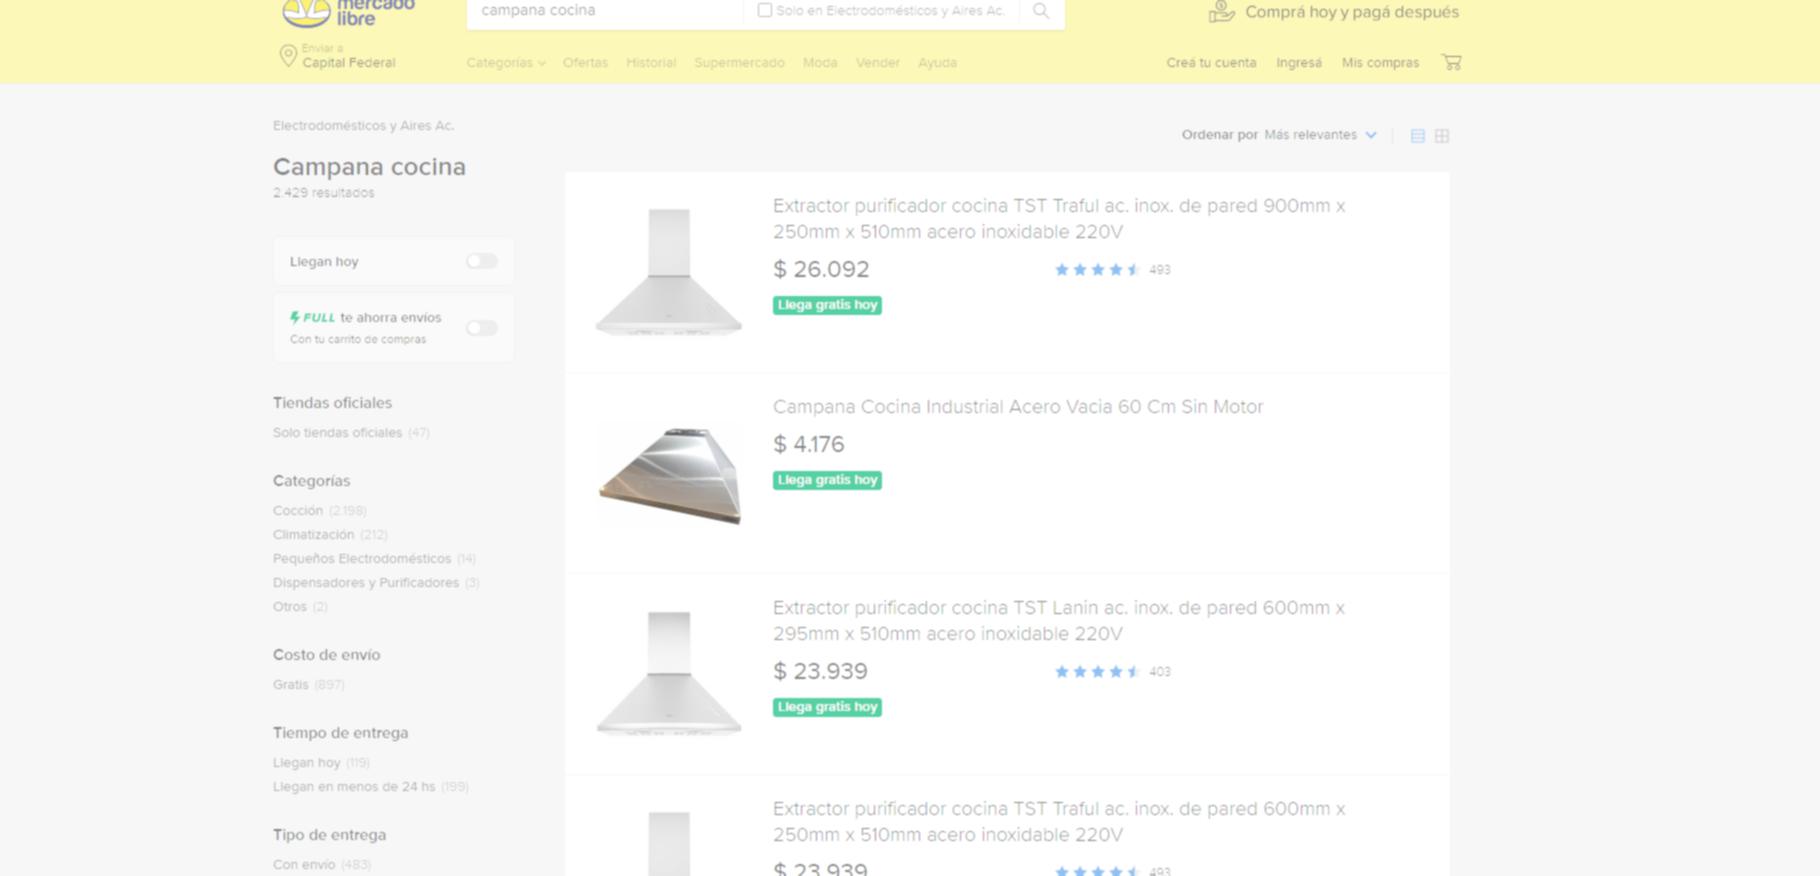 mercado
libre
campana cocina
Solo en Electrodomésticos y Aires Ac.
Comprá hoy y pagá después
Enviar a
Capital Federal
Categorías
Ofertas
Historial
Supermercado
Moda
Vender
Ayuda
Creá tu cuenta
Ingresá
Mis compras
Electrodomésticos y Aires Ac.
Campana cocina
2.429 resultados
Ordenar por Más relevantes
Llegan hoy
FULL te ahorra envíos
Con tu carrito de compras
Tiendas oficiales
Solo tiendas oficiales (47)
Categorías
Cocción (2.198)
Climatización (212)
Pequeños Electrodomésticos (14)
Dispensadores y Purificadores (3)
Otros (2)
Costo de envío
Gratis (897)
Tiempo de entrega
Llegan hoy (119)
Llegan en menos de 24 hs (199)
Tipo de entrega
Con envío (483)
Extractor purificador cocina TST Traful ac. inox. de pared 900mm x
250mm x 510mm acero inoxidable 220V
$ 26.092
493
Llega gratis hoy
Campana Cocina Industrial Acero Vacia 60 Cm Sin Motor
$ 4.176
Llega gratis hoy
Extractor purificador cocina TST Lanin ac. inox. de pared 600mm x
295mm x 510mm acero inoxidable 220V
$ 23.939
403
Llega gratis hoy
Extractor purificador cocina TST Traful ac. inox. de pared 600mm x
250mm x 510mm acero inoxidable 220V
$ 23.939
493